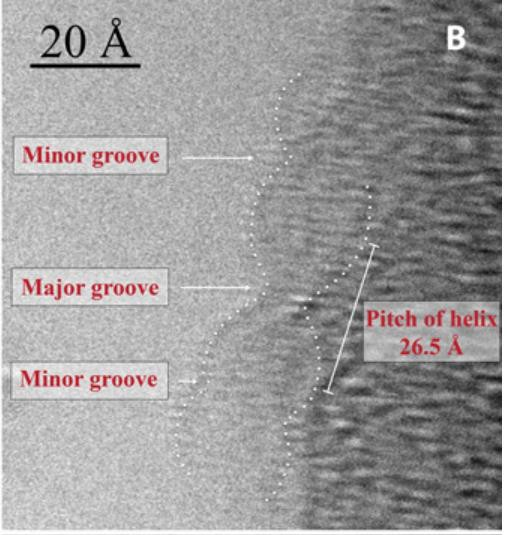 20 Å
B
Minor groove
Major groove
Pitch of helix
26.5 Å
Minor groove